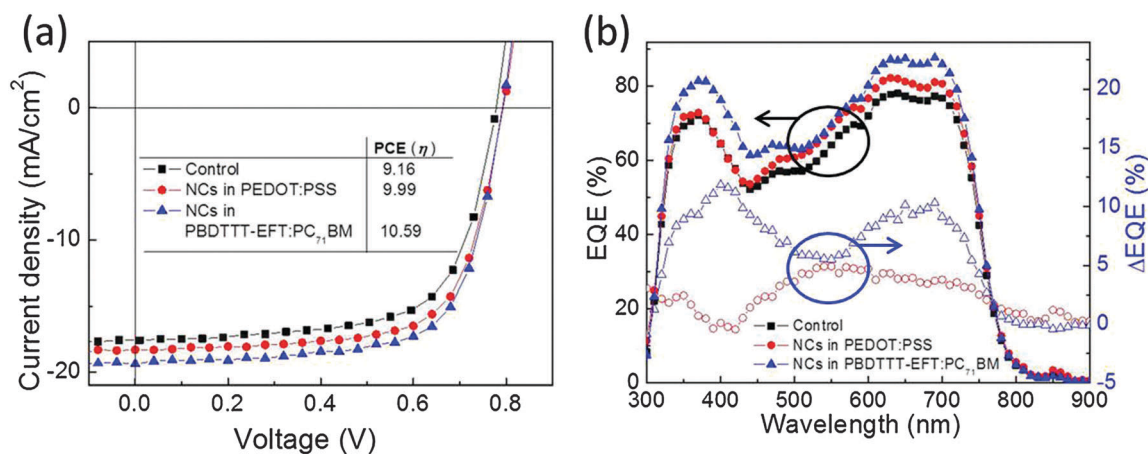 (a)
Current density (mA/cm²)
0
-10
-20
PCE (η)
Control 9.16
NCs in PEDOT:PSS 9.99
NCs in
PBDTTT-EFT:PC₇₁BM 10.59
0.0 0.2 0.4 0.6 0.8
Voltage (V)
(b)
EQE (%)
80
60
40
20
0
Control
NCs in PEDOT:PSS
NCs in PBDTTT-EFT:PC₇₁BM
300 400 500 600 700 800 900
Wavelength (nm)
20
15
10
5
0
-5
ΔEQE (%)